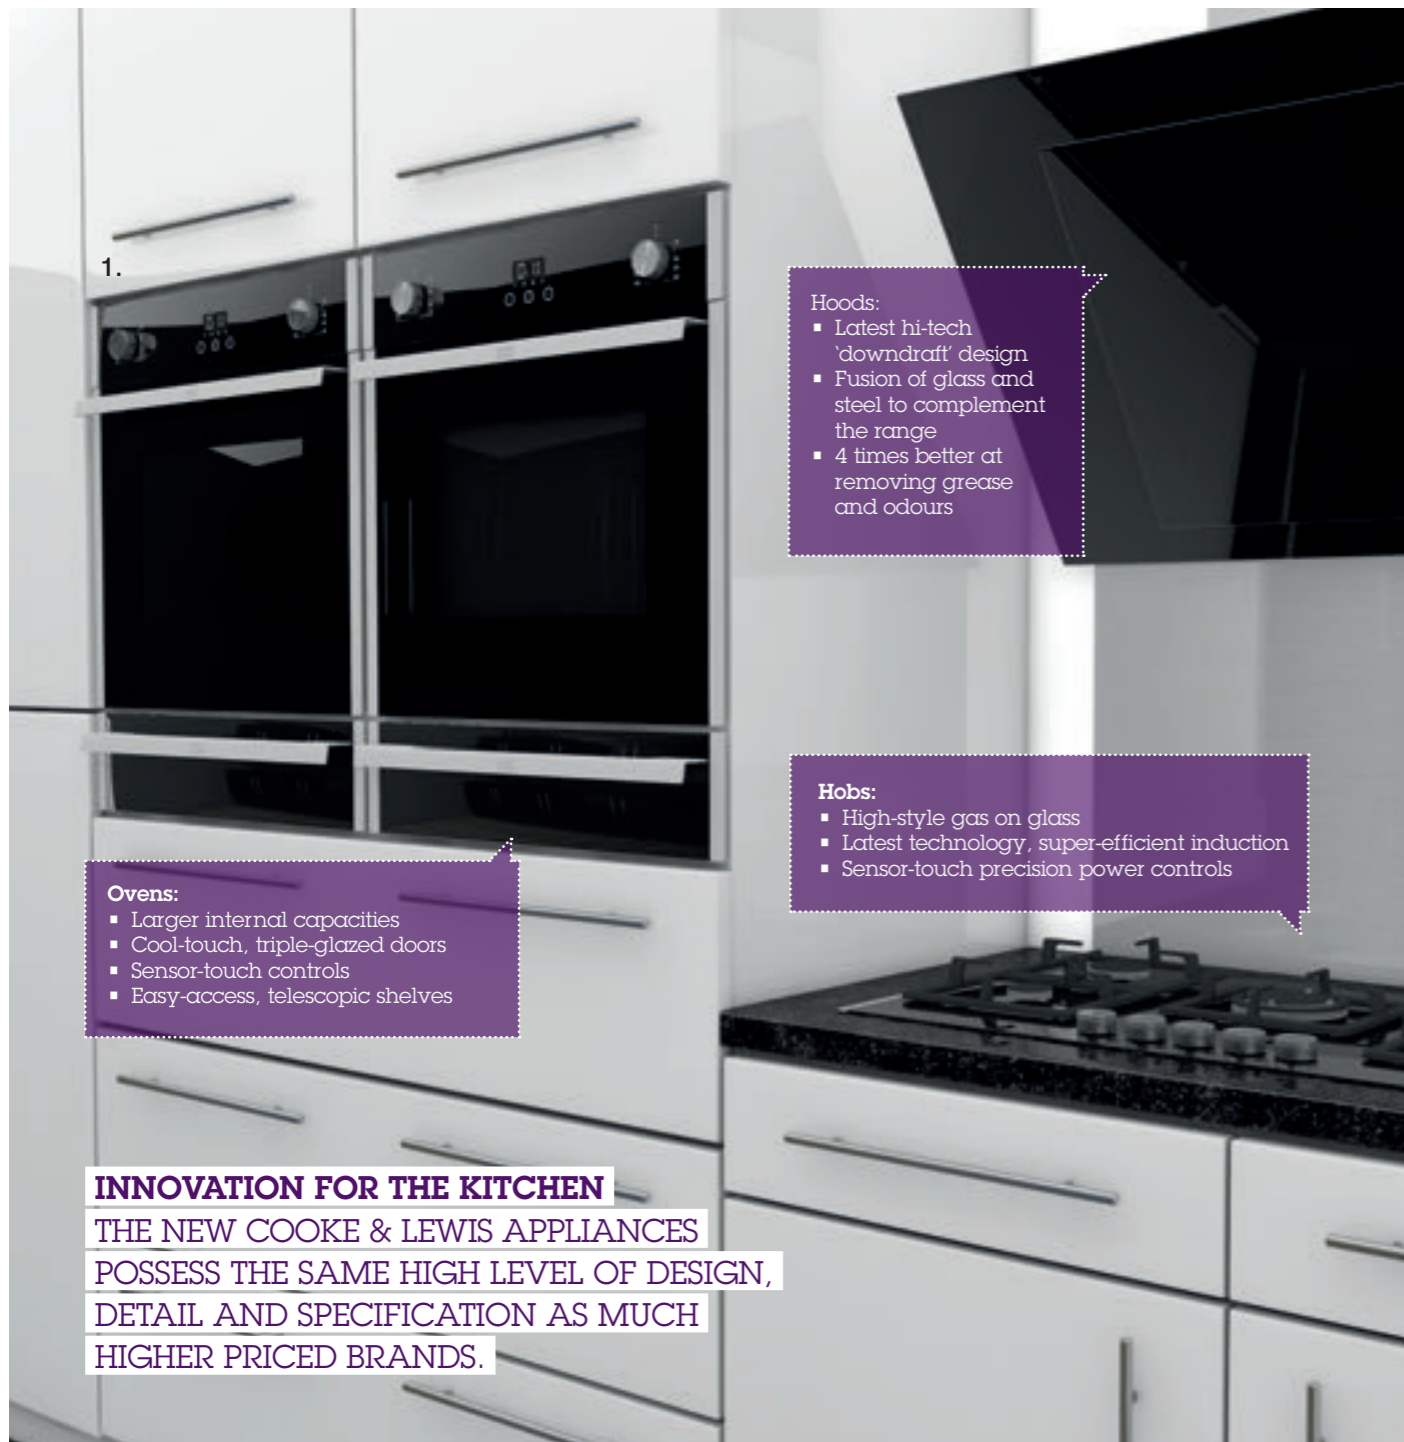 1.
Hoods:
▪ Latest hi-tech
‘downdraft’ design
▪ Fusion of glass and
steel to complement
the range
▪ 4 times better at
removing grease
and odours
Hobs:
▪ High-style gas on glass
▪ Latest technology, super-efficient induction
▪ Sensor-touch precision power controls
Ovens:
▪ Larger internal capacities
▪ Cool-touch, triple-glazed doors
▪ Sensor-touch controls
▪ Easy-access, telescopic shelves
INNOVATION FOR THE KITCHEN
THE NEW COOKE & LEWIS APPLIANCES
POSSESS THE SAME HIGH LEVEL OF DESIGN,
DETAIL AND SPECIFICATION AS MUCH
HIGHER PRICED BRANDS.